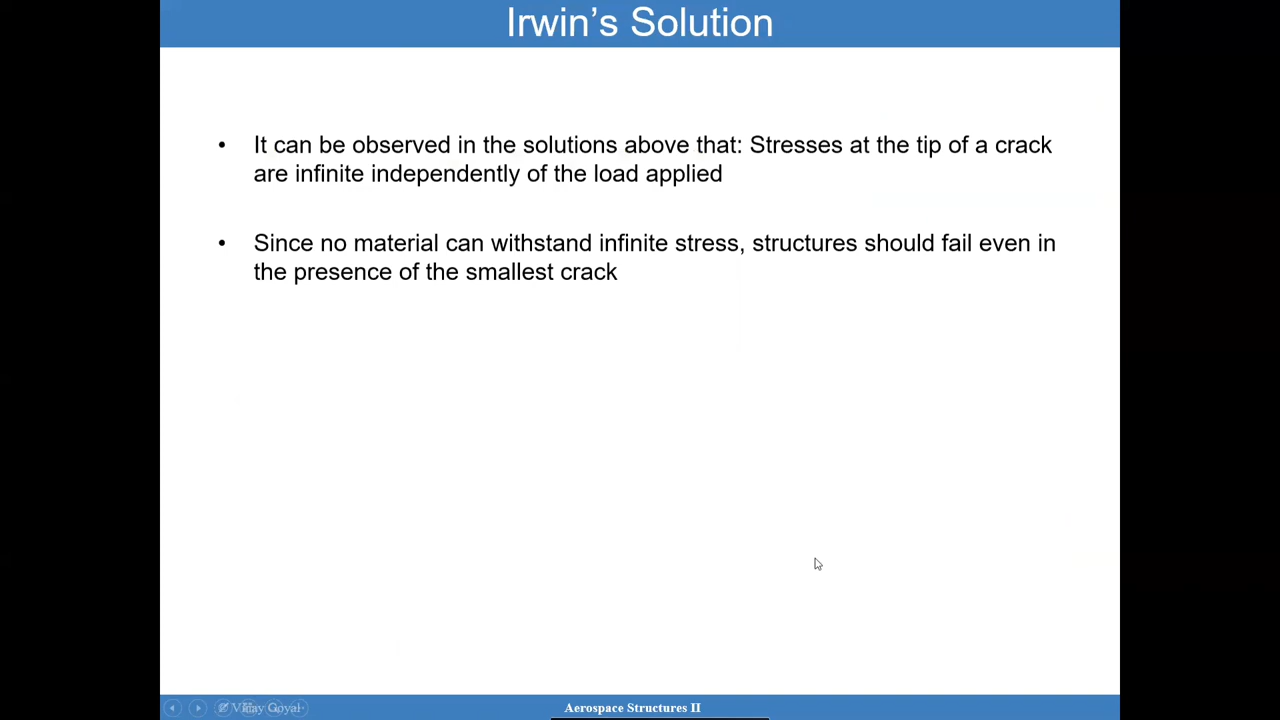 Irwin’s Solution
• It can be observed in the solutions above that: Stresses at the tip of a crack
are infinite independently of the load applied
• Since no material can withstand infinite stress, structures should fail even in
the presence of the smallest crack
Goyal
Aerospace Structures II